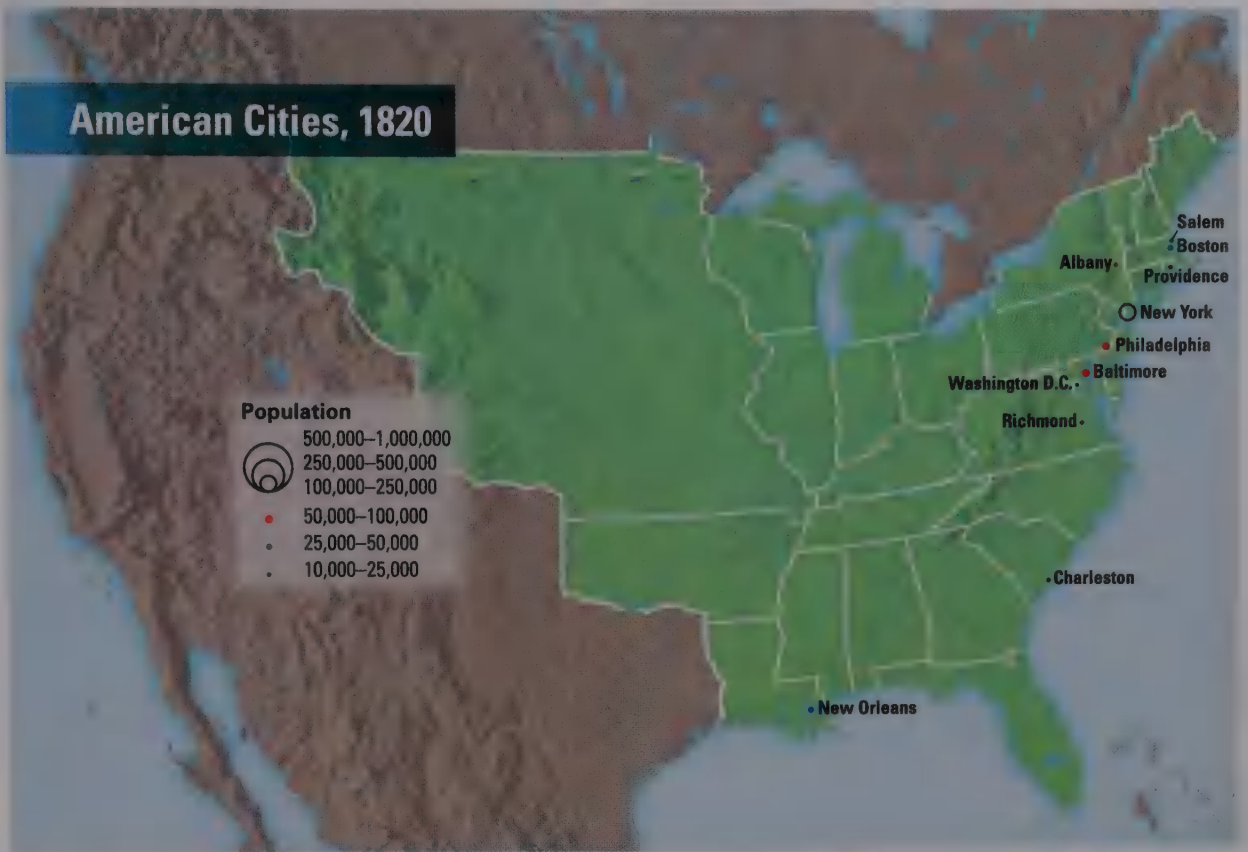 American Cities, 1820
Salem
Boston
Albany
Providence
New York
Philadelphia
Baltimore
Washington D.C.
Richmond
Population
500,000–1,000,000
250,000–500,000
100,000–250,000
50,000–100,000
25,000–50,000
10,000–25,000
Charleston
New Orleans